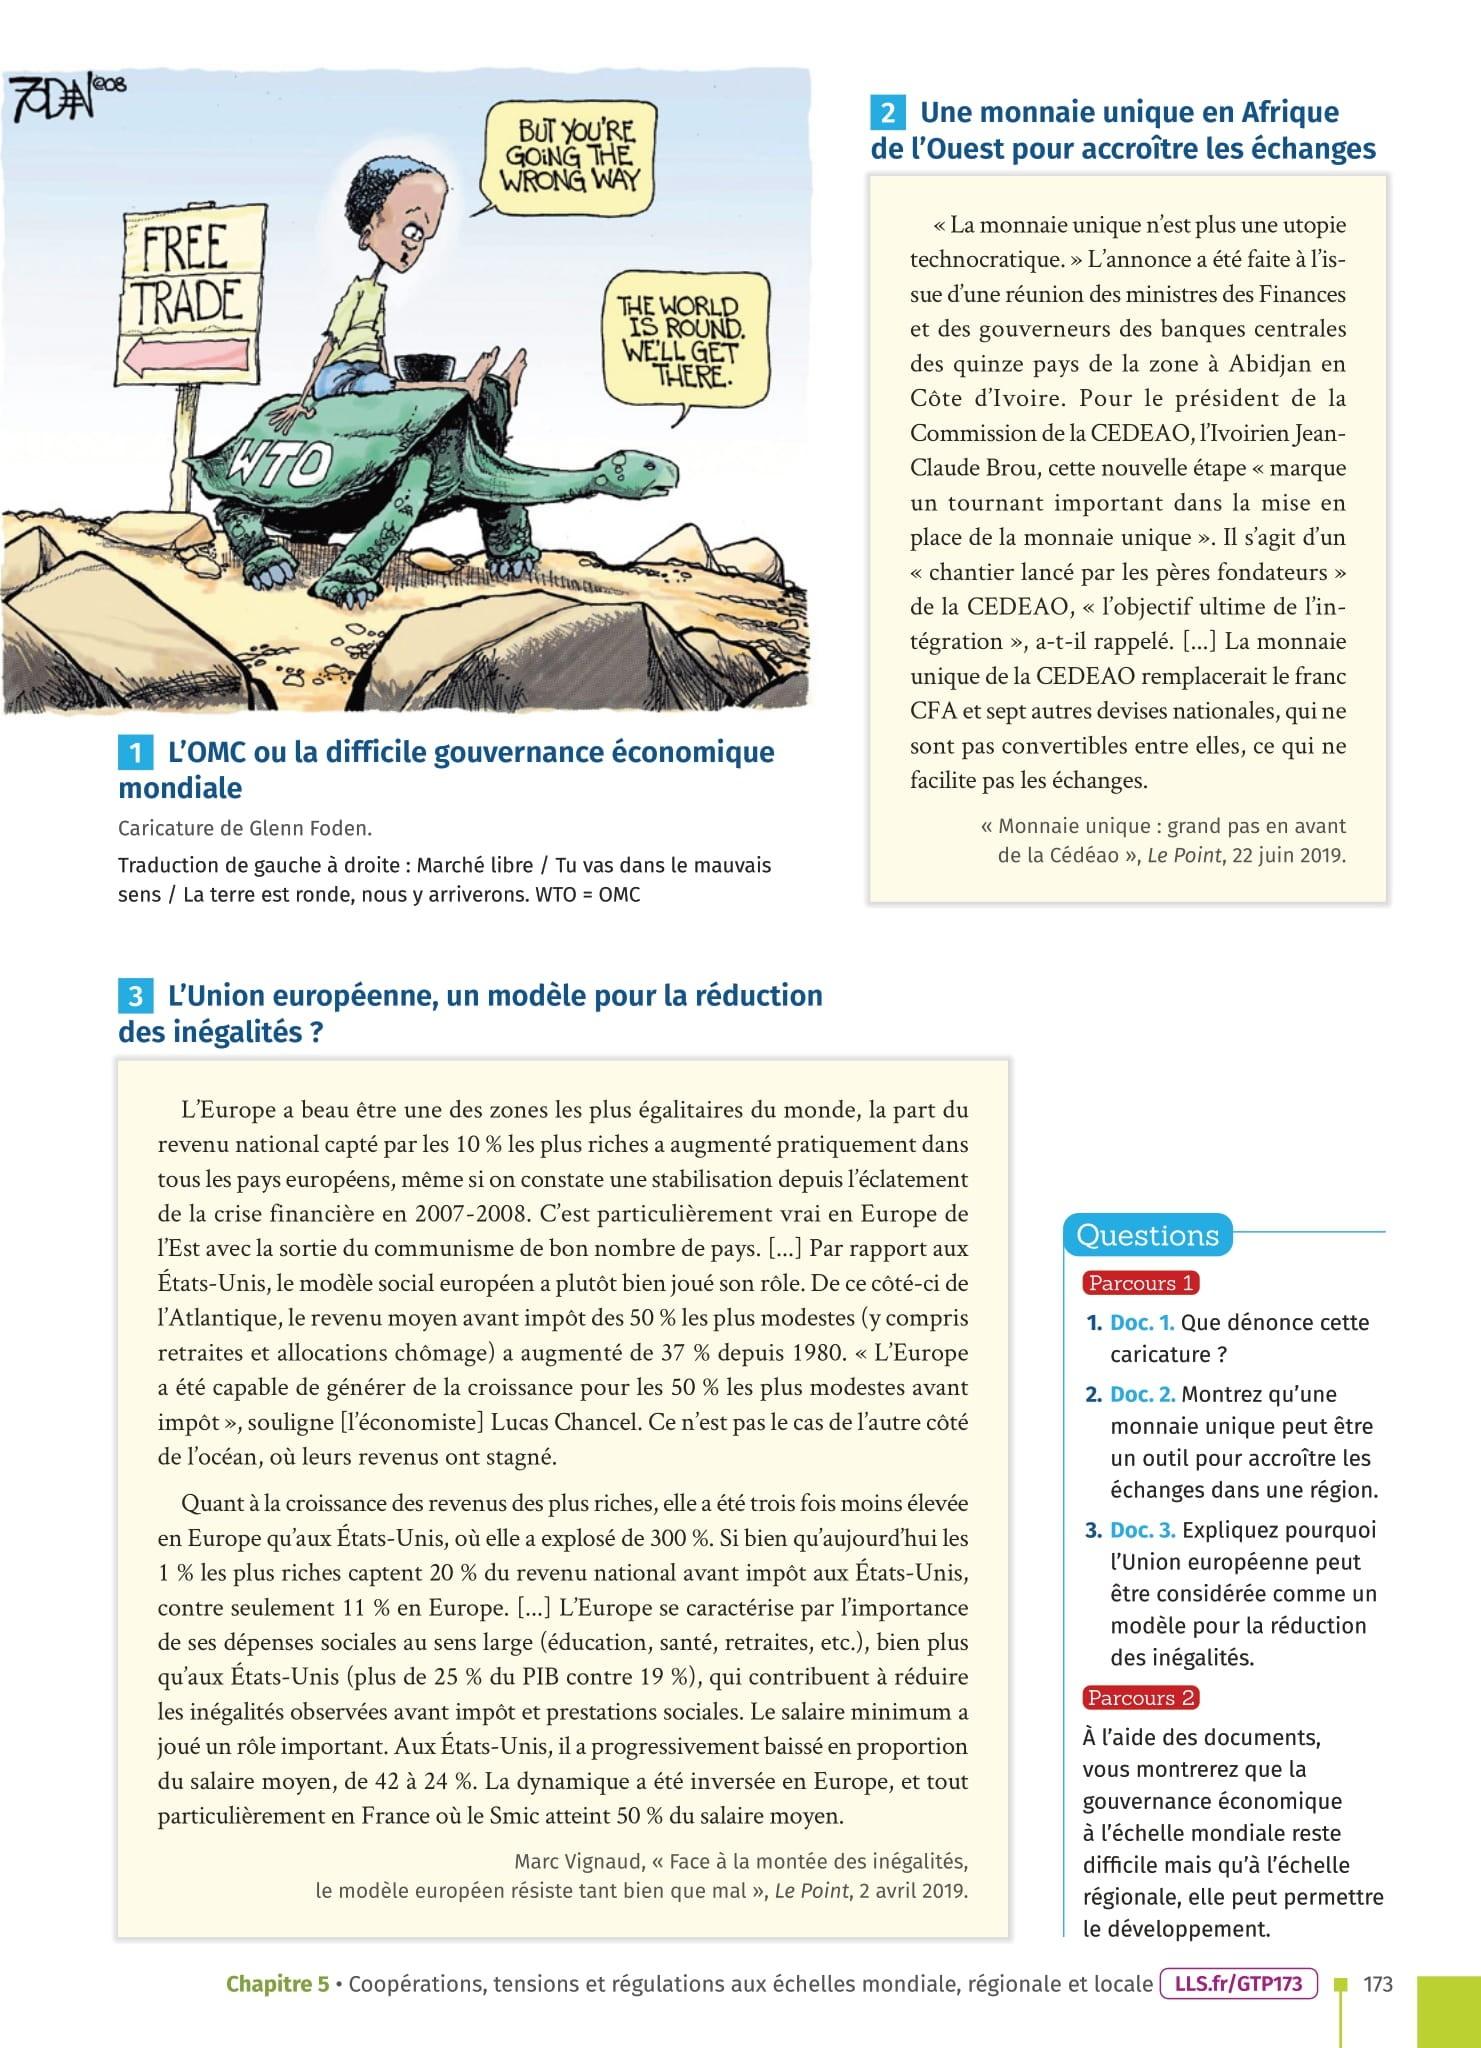 FODEN ©08
BUT YOU'RE
GOING THE
WRONG WAY
FREE
TRADE
THE WORLD
IS ROUND.
WE'LL GET
THERE.
WTO
1 L'OMC ou la difficile gouvernance économique
mondiale
Caricature de Glenn Foden.
Traduction de gauche à droite : Marché libre / Tu vas dans le mauvais
sens / La terre est ronde, nous y arriverons. WTO = OMC
2 Une monnaie unique en Afrique
de l'Ouest pour accroître les échanges
« La monnaie unique n'est plus une utopie
technocratique. » L'annonce a été faite à l'is-
sue d'une réunion des ministres des Finances
et des gouverneurs des banques centrales
des quinze pays de la zone à Abidjan en
Côte d'Ivoire. Pour le président de la
Commission de la CEDEAO, l'Ivoirien Jean-
Claude Brou, cette nouvelle étape « marque
un tournant important dans la mise en
place de la monnaie unique ». Il s'agit d'un
« chantier lancé par les pères fondateurs »
de la CEDEAO, « l'objectif ultime de l'in-
tégration », a-t-il rappelé. [...] La monnaie
unique de la CEDEAO remplacerait le franc
CFA et sept autres devises nationales, qui ne
sont pas convertibles entre elles, ce qui ne
facilite pas les échanges.
« Monnaie unique : grand pas en avant
de la Cédéao », Le Point, 22 juin 2019.
3 L'Union européenne, un modèle pour la réduction
des inégalités ?
L'Europe a beau être une des zones les plus égalitaires du monde, la part du
revenu national capté par les 10 % les plus riches a augmenté pratiquement dans
tous les pays européens, même si on constate une stabilisation depuis l'éclatement
de la crise financière en 2007-2008. C'est particulièrement vrai en Europe de
l'Est avec la sortie du communisme de bon nombre de pays. [...] Par rapport aux
États-Unis, le modèle social européen a plutôt bien joué son rôle. De ce côté-ci de
l'Atlantique, le revenu moyen avant impôt des 50 % les plus modestes (y compris
retraites et allocations chômage) a augmenté de 37 % depuis 1980. « L'Europe
a été capable de générer de la croissance pour les 50 % les plus modestes avant
impôt », souligne [l'économiste] Lucas Chancel. Ce n'est pas le cas de l'autre côté
de l'océan, où leurs revenus ont stagné.
Quant à la croissance des revenus des plus riches, elle a été trois fois moins élevée
en Europe qu'aux États-Unis, où elle a explosé de 300 %. Si bien qu'aujourd'hui les
1 % les plus riches captent 20 % du revenu national avant impôt aux États-Unis,
contre seulement 11 % en Europe. [...] L'Europe se caractérise par l'importance
de ses dépenses sociales au sens large (éducation, santé, retraites, etc.), bien plus
qu'aux États-Unis (plus de 25 % du PIB contre 19 %), qui contribuent à réduire
les inégalités observées avant impôt et prestations sociales. Le salaire minimum a
joué un rôle important. Aux États-Unis, il a progressivement baissé en proportion
du salaire moyen, de 42 à 24 %. La dynamique a été inversée en Europe, et tout
particulièrement en France où le Smic atteint 50 % du salaire moyen.
Marc Vignaud, « Face à la montée des inégalités,
le modèle européen résiste tant bien que mal », Le Point, 2 avril 2019.
Questions
Parcours 1
1. Doc. 1. Que dénonce cette
caricature ?
2. Doc. 2. Montrez qu'une
monnaie unique peut être
un outil pour accroître les
échanges dans une région.
3. Doc. 3. Expliquez pourquoi
l'Union européenne peut
être considérée comme un
modèle pour la réduction
des inégalités.
Parcours 2
À l'aide des documents,
vous montrerez que la
gouvernance économique
à l'échelle mondiale reste
difficile mais qu'à l'échelle
régionale, elle peut permettre
le développement.
Chapitre 5 • Coopérations, tensions et régulations aux échelles mondiale, régionale et locale LLS.fr/GTP173 173